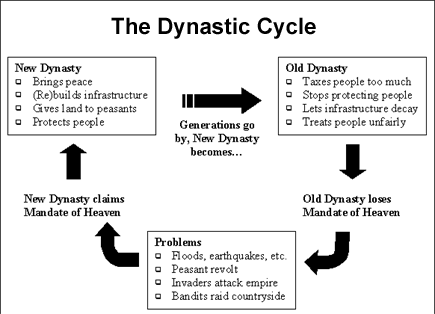 The Dynastic Cycle
New Dynasty
❑ Brings peace
❑ (Re)builds infrastructure
❑ Gives land to peasants
❑ Protects people
Generations go
by, New Dynasty
becomes...
Old Dynasty
❑ Taxes people too much
❑ Stops protecting people
❑ Lets infrastructure decay
❑ Treats people unfairly
Old Dynasty loses
Mandate of Heaven
Problems
❑ Floods, earthquakes, etc.
❑ Peasant revolt
❑ Invaders attack empire
❑ Bandits raid countryside
New Dynasty claims
Mandate of Heaven